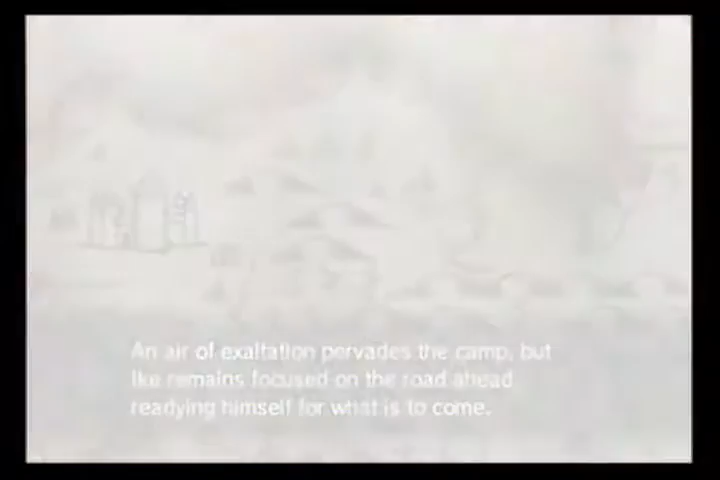 An air of exaltation pervades the camp, but
Ike remains focused on the road ahead
readying himself for what is to come.